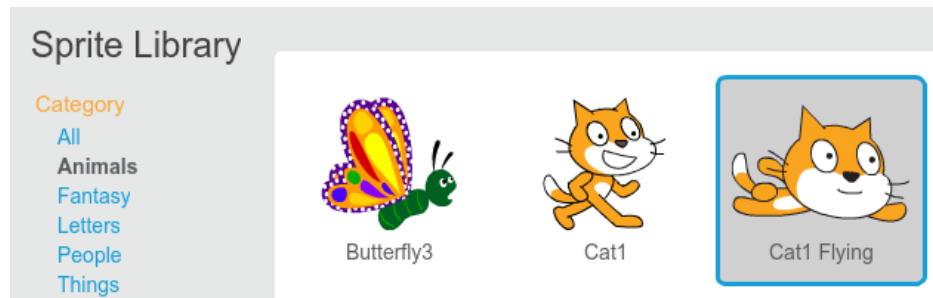 Sprite Library
Category
All
Animals
Fantasy
Letters
People
Things
Butterfly3
Cat1
Cat1 Flying